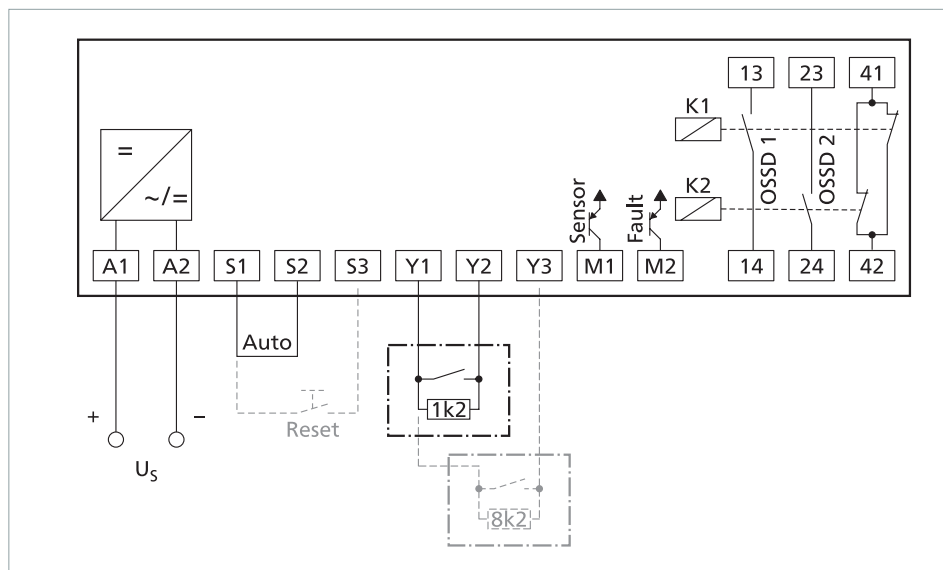 13 23 41
K1
OSSD 1
OSSD 2
=
~/=
K2
Sensor
Fault
A1 A2 S1 S2 S3 Y1 Y2 Y3 M1 M2 14 24 42
Auto
1k2
+ −
Reset
US
8k2